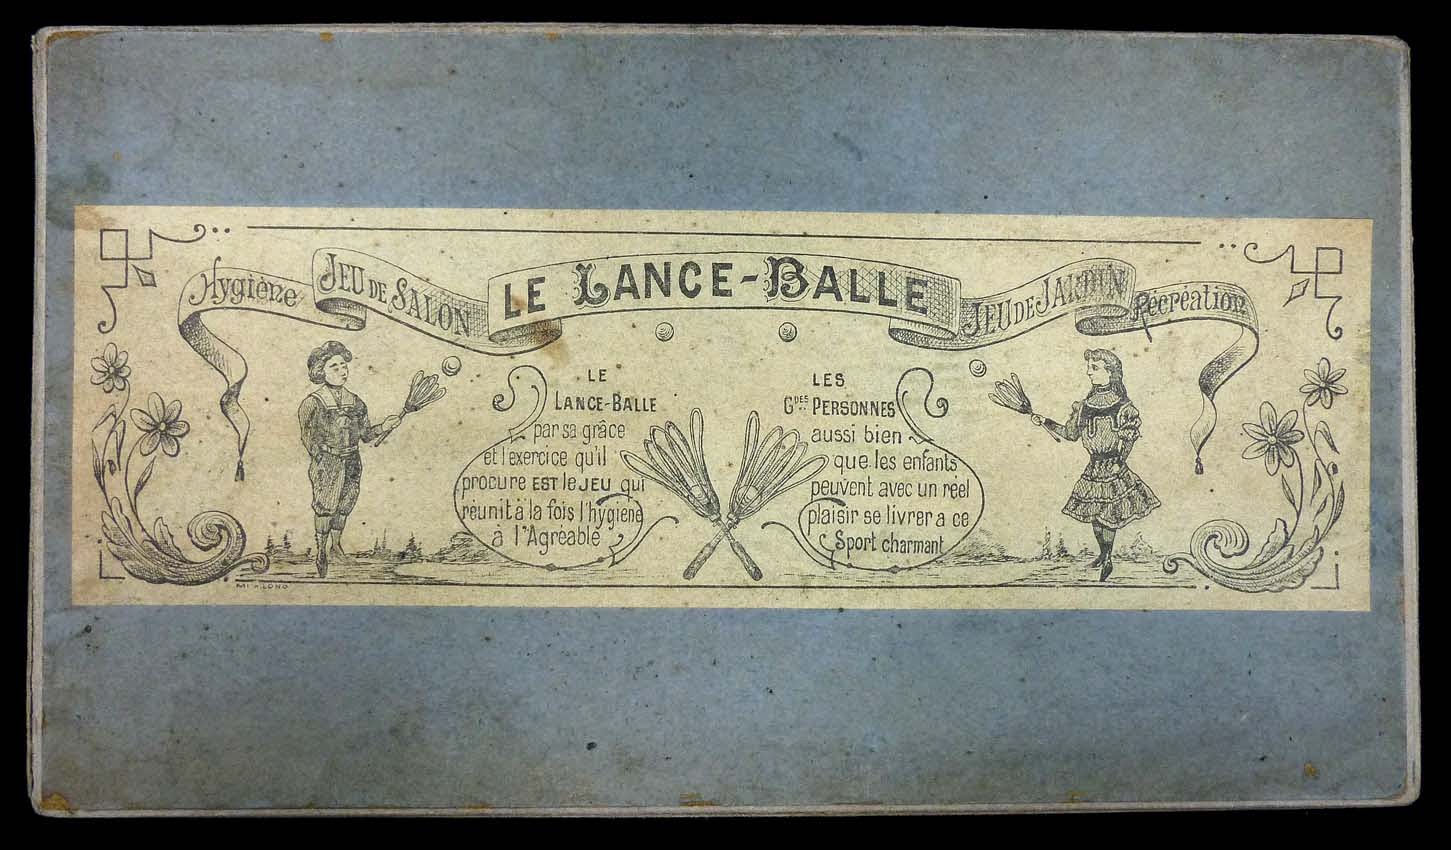 Hygiène
JEU DE SALON
LE LANCE-BALLE
JEU DE JARDIN
Récréation
LE
LANCE-BALLE
par sa grâce
et l'exercice qu'il
procure EST le JEU qui
réunit à la fois l'hygiène
à l'Agréable
LES
GDES PERSONNES
aussi bien
que les enfants
peuvent avec un réel
plaisir se livrer a ce
Sport charmant